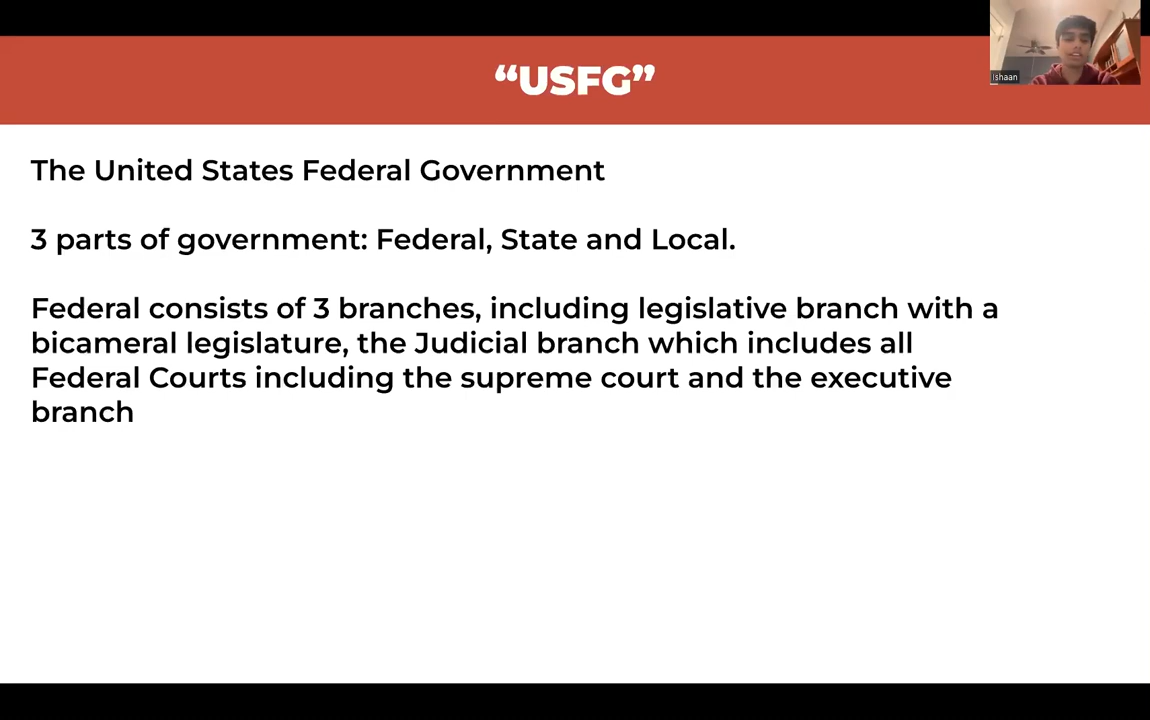 “USFG”
ishaan
The United States Federal Government
3 parts of government: Federal, State and Local.
Federal consists of 3 branches, including legislative branch with a
bicameral legislature, the Judicial branch which includes all
Federal Courts including the supreme court and the executive
branch